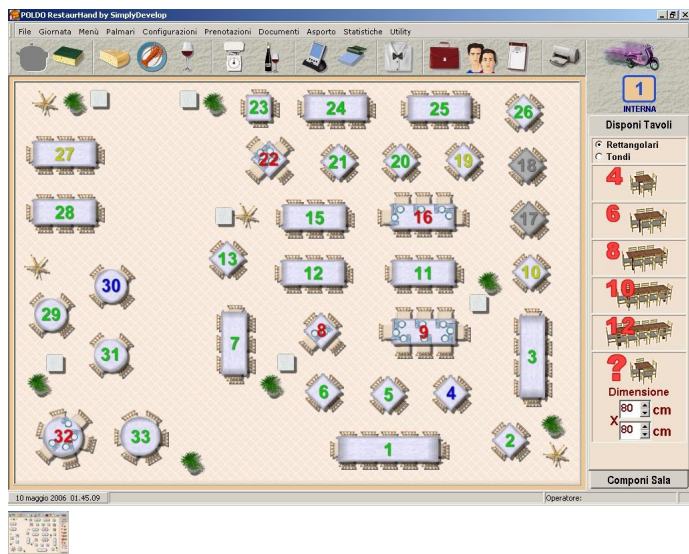 POLDO RestaurHand by SimplyDevelop
File Giornata Menù Palmari Configurazioni Prenotazioni Documenti Asporto Statistiche Utility
1
INTERNA
Disponi Tavoli
Rettangolari
Tondi
4
6
8
10
12
?
Dimensione
80 cm
X
80 cm
Componi Sala
23 24 25 26
27 22 21 20 19 18
28 15 16 17
13 12 11 10
30
29 7 8 9 3
31
6 5 4
32 33 1 2
10 maggio 2006 01.45.09
Operatore: